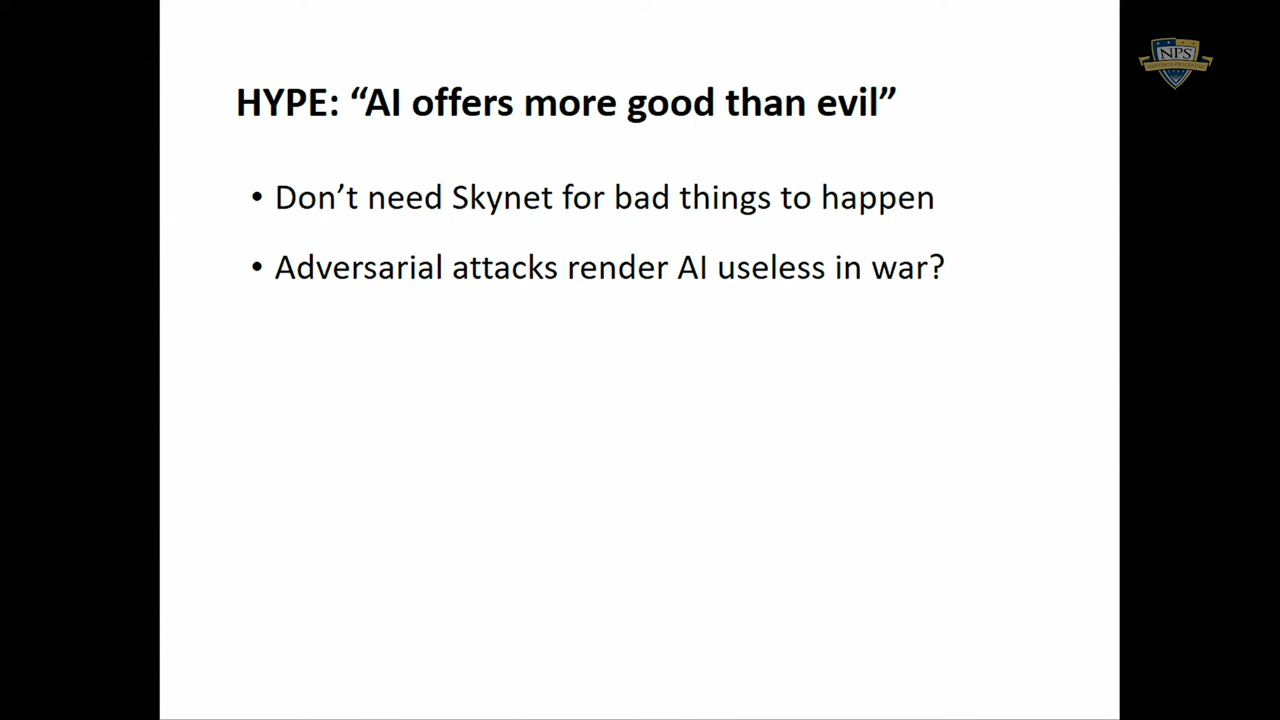 NPS
HYPE: “AI offers more good than evil”
• Don’t need Skynet for bad things to happen
• Adversarial attacks render AI useless in war?